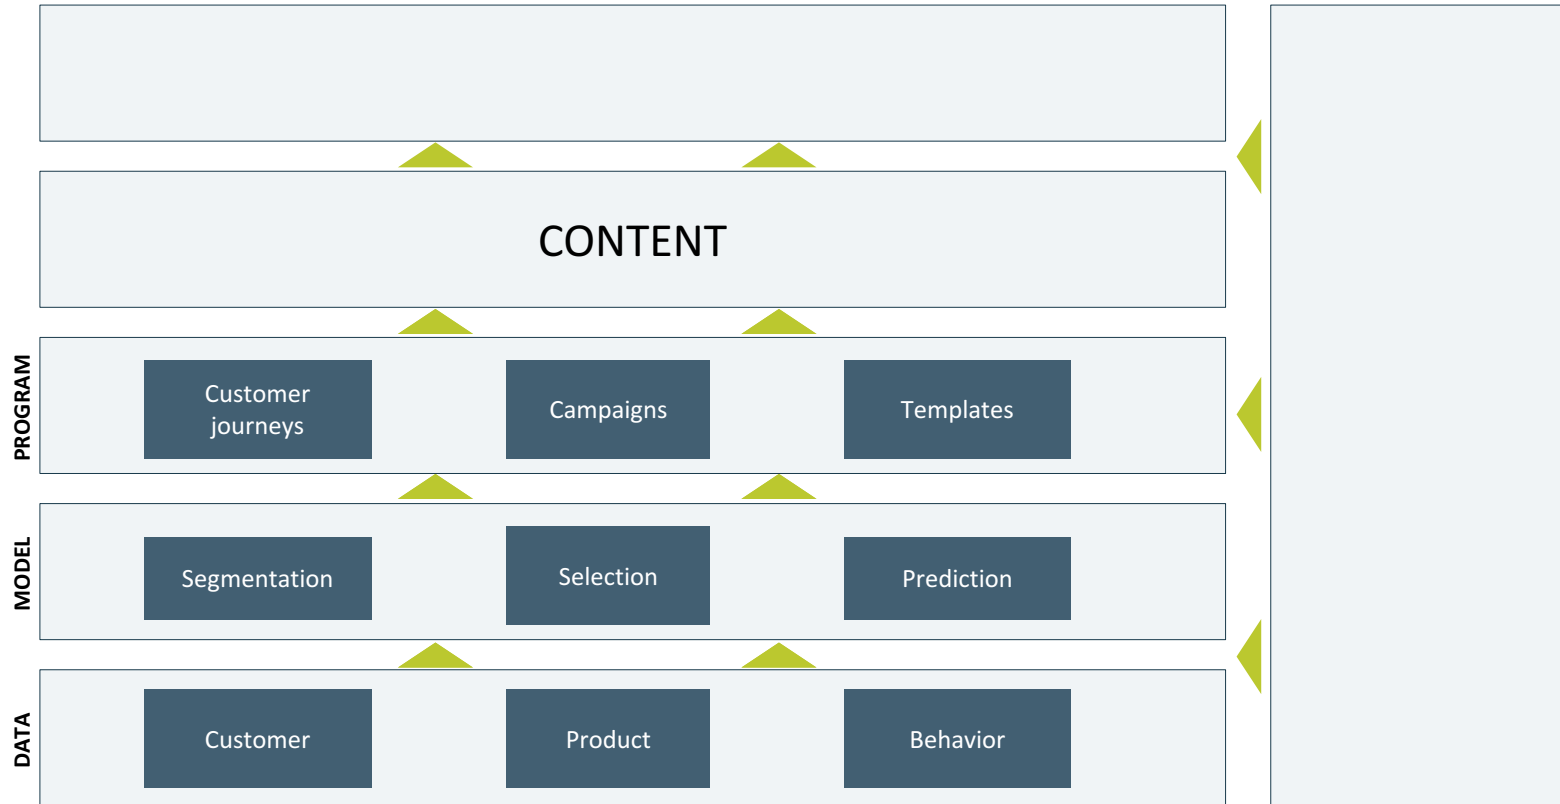 CONTENT
PROGRAM
Customer
journeys
Campaigns
Templates
MODEL
Segmentation
Selection
Prediction
DATA
Customer
Product
Behavior